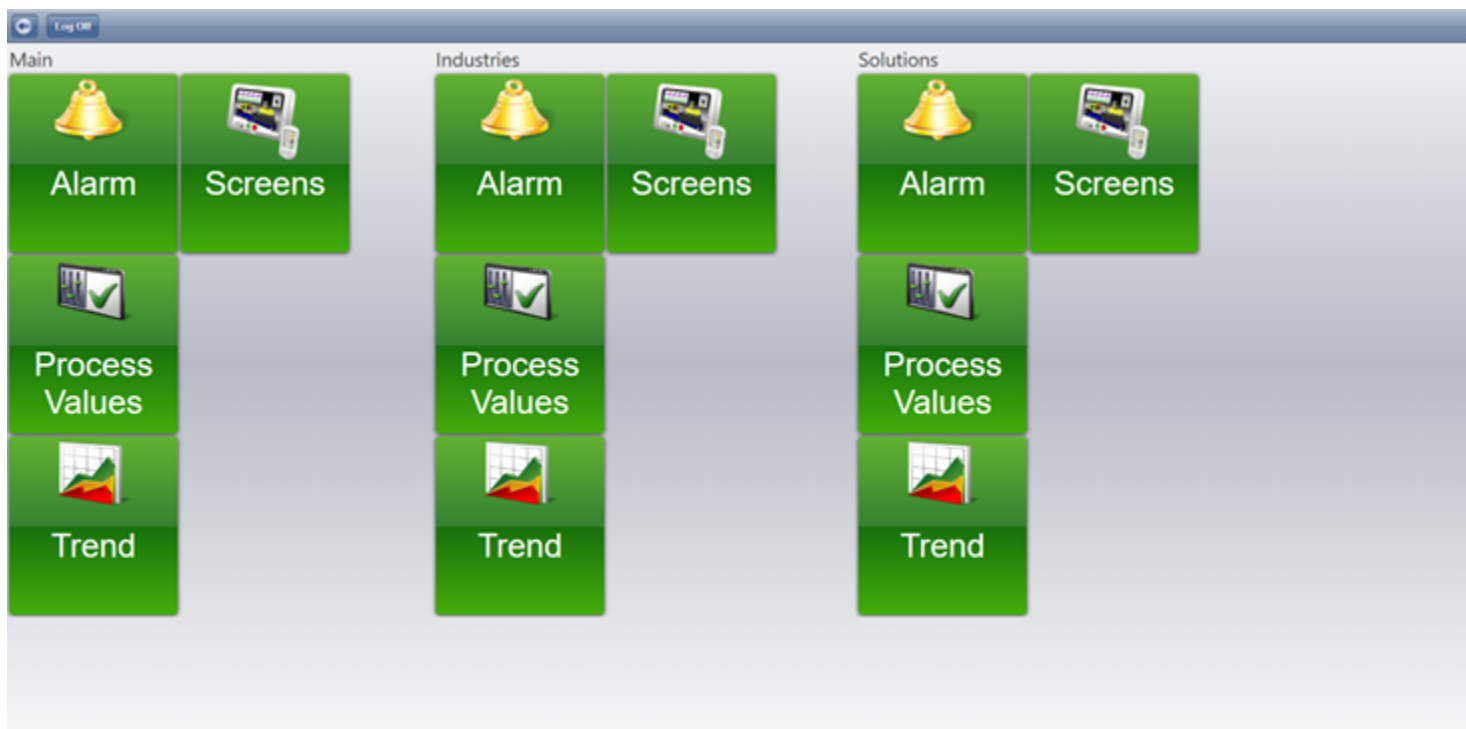 Log Off
Main
Industries
Solutions
Alarm
Screens
Alarm
Screens
Alarm
Screens
Process
Values
Process
Values
Process
Values
Trend
Trend
Trend